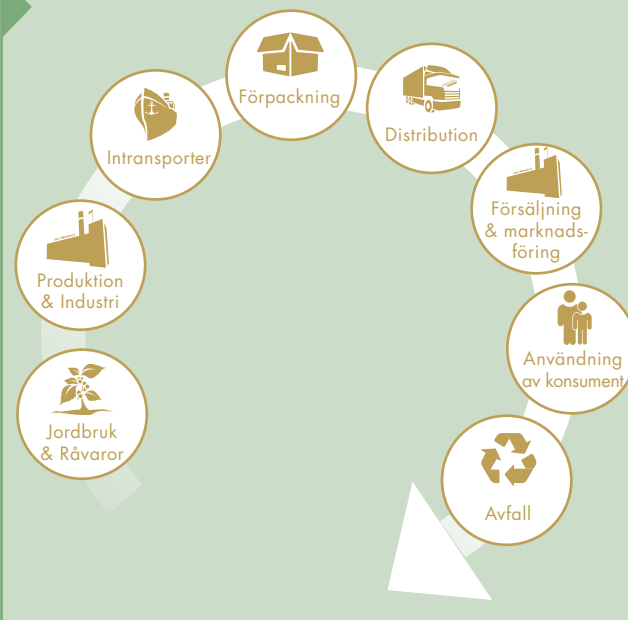 Jordbruk
& Råvaror
Produktion
& Industri
Intransporter
Förpackning
Distribution
Försäljning
& marknads-
föring
Användning
av konsument
Avfall